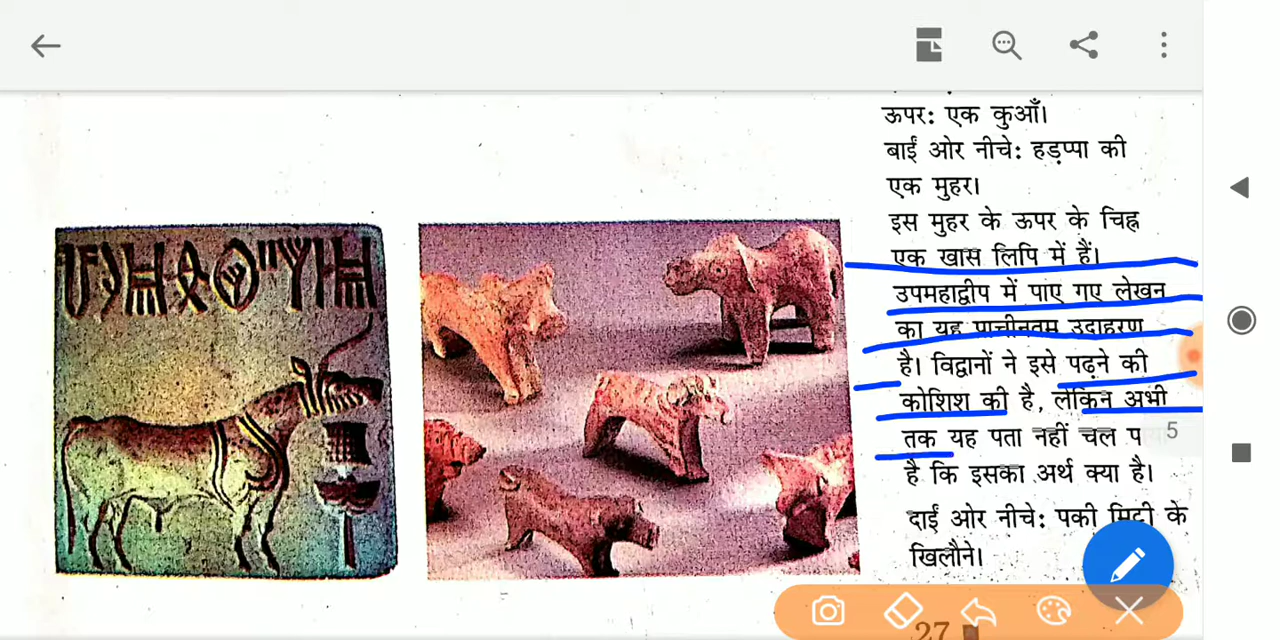 ऊपर: एक कुआँ।
बाईं ओर नीचे: हड़प्पा की
एक मुहर।
इस मुहर के ऊपर के चिह्न
एक खास लिपि में हैं।
उपमहाद्वीप में पाए गए लेखन
का यह प्राचीनतम उदाहरण
है। विद्वानों ने इसे पढ़ने की
कोशिश की है, लेकिन अभी
तक यह पता नहीं चल पाया
5
है कि इसका अर्थ क्या है।
दाईं ओर नीचे: पकी मिट्टी के
खिलौने।
27